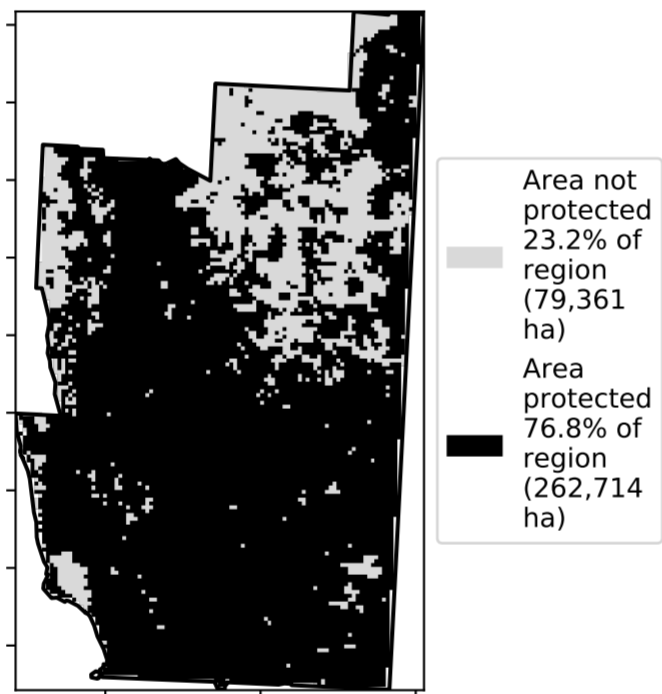 Area not
protected
23.2% of
region
(79,361
ha)
Area
protected
76.8% of
region
(262,714
ha)